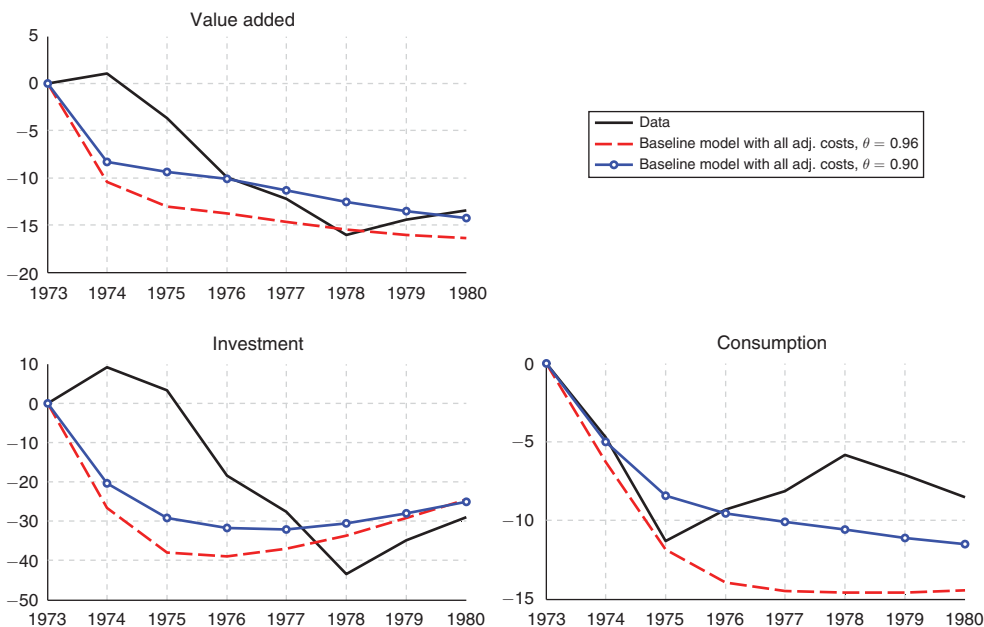 Value added
5
0
−5
−10
−15
−20
1973 1974 1975 1976 1977 1978 1979 1980
Data
Baseline model with all adj. costs, θ = 0.96
Baseline model with all adj. costs, θ = 0.90
Investment
10
0
−10
−20
−30
−40
−50
1973 1974 1975 1976 1977 1978 1979 1980
Consumption
0
−5
−10
−15
1973 1974 1975 1976 1977 1978 1979 1980